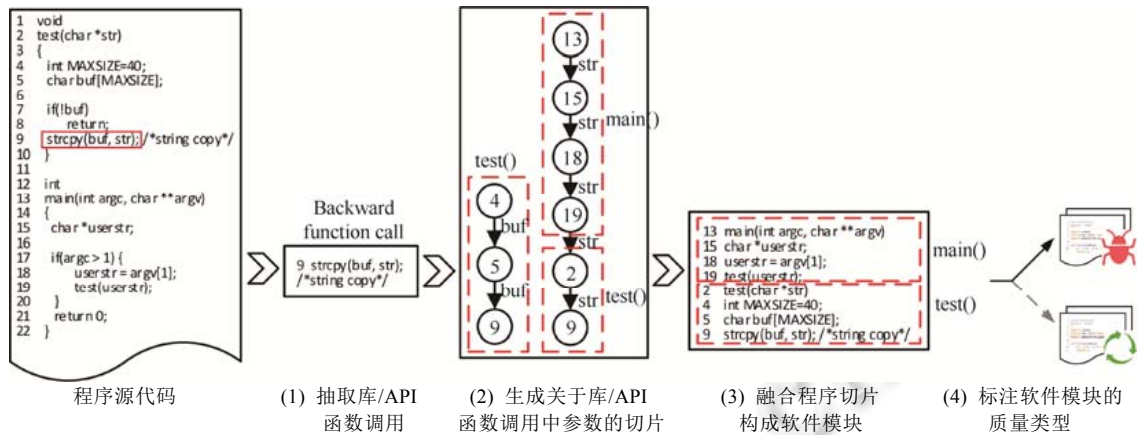 1 void
2 test(char *str)
3 {
4 int MAXSIZE=40;
5 char buf[MAXSIZE];
6
7 if(!buf)
8 return;
9 strcpy(buf, str); /*string copy*/
10 }
11
12 int
13 main(int argc, char **argv)
14 {
15 char *userstr;
16
17 if(argc > 1) {
18 userstr = argv[1];
19 test(userstr);
20 }
21 return 0;
22 }
程序源代码
Backward
function call
9 strcpy(buf, str);
/*string copy*/
(1) 抽取库/API
函数调用
test()
4
buf
5
buf
9
13
str
15
str
main()
18
str
19
str
2
str
test()
9
(2) 生成关于库/API
函数调用中参数的切片
13 main(int argc, char **argv)
15 char *userstr;
18 userstr = argv[1];
19 test(userstr);
main()
2 test(char *str)
4 int MAXSIZE=40;
5 char buf[MAXSIZE];
9 strcpy(buf, str); /*string copy*/
test()
(3) 融合程序切片
构成软件模块
(4) 标注软件模块的
质量类型